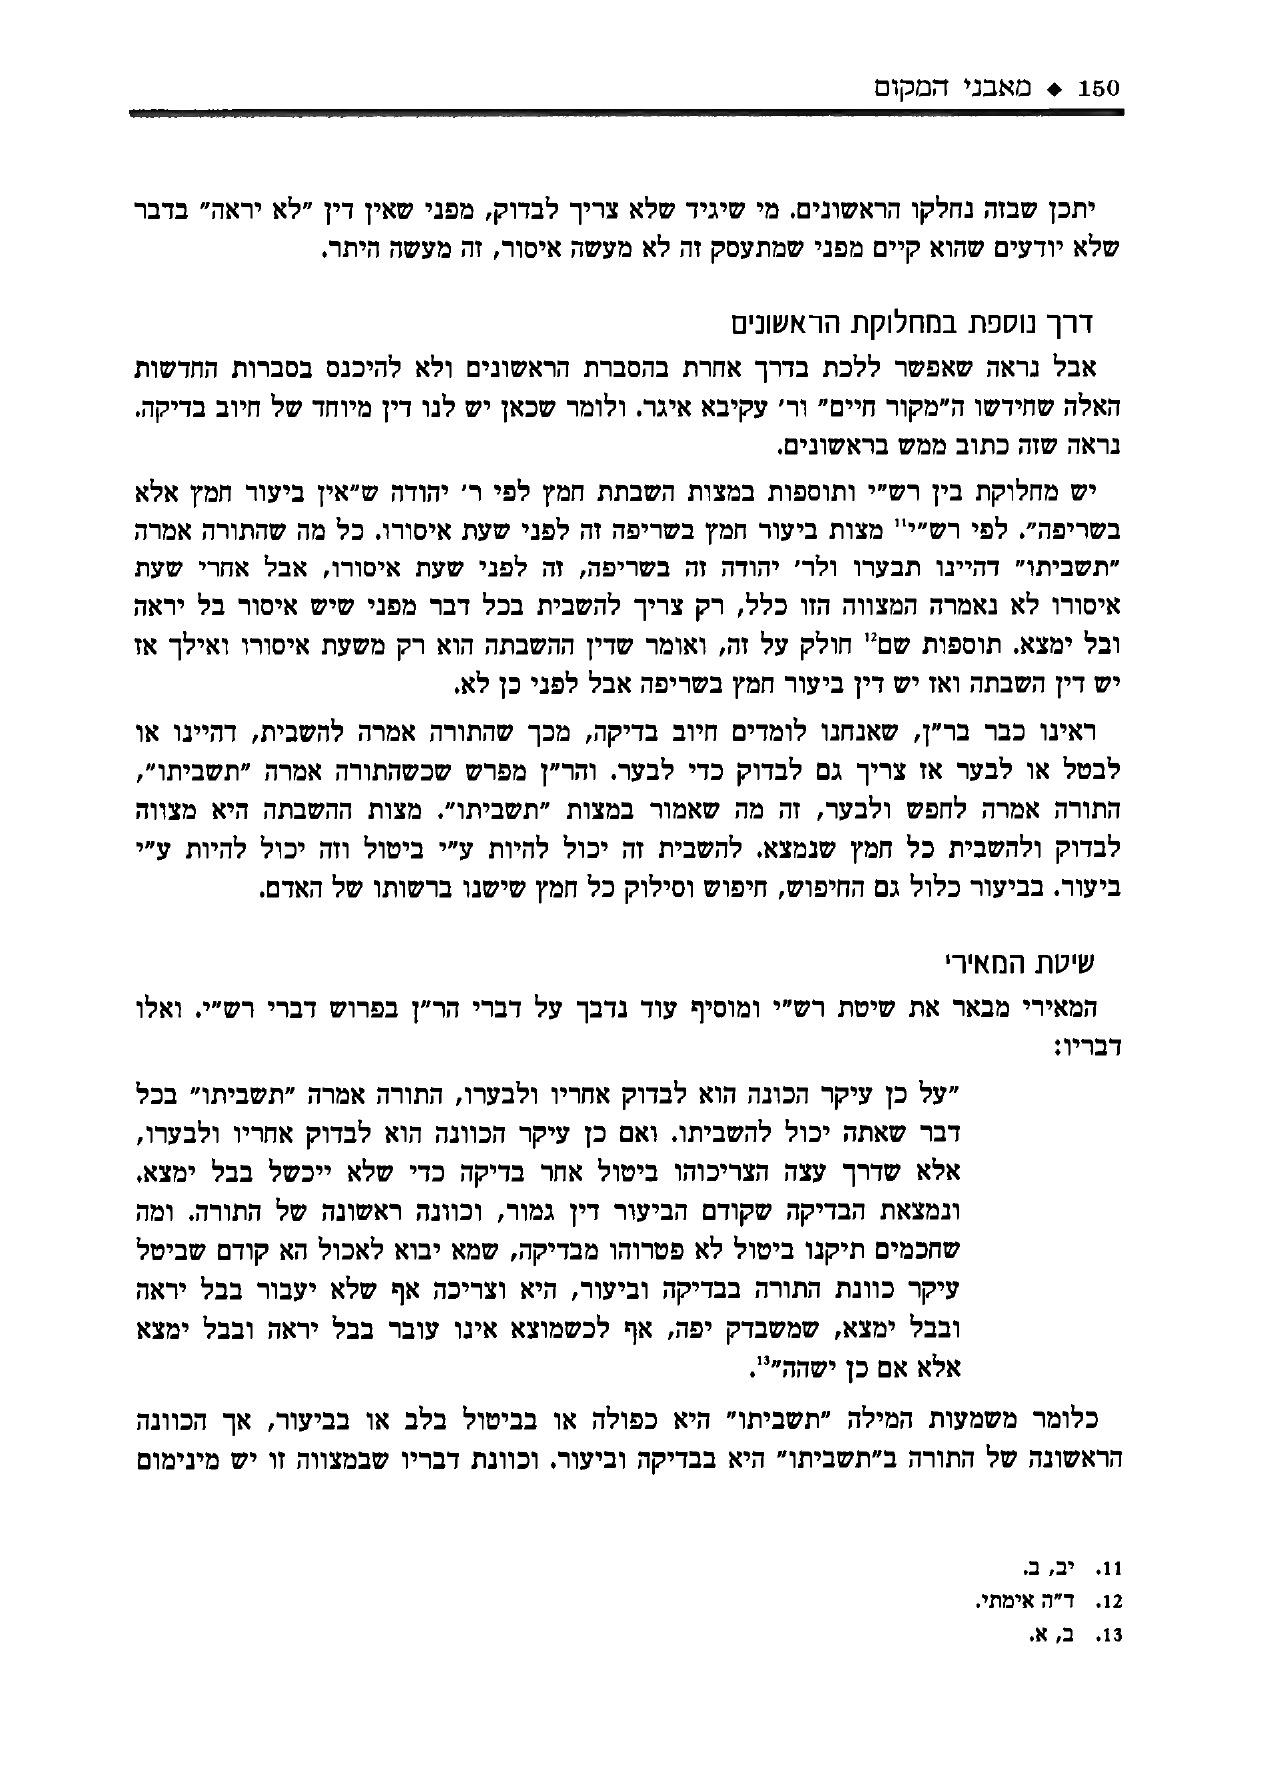 150 ◆ מאבני המקום
יתכן שבזה נחלקו הראשונים. מי שיגיד שלא צריך לבדוק, מפני שאין דין "לא יראה" בדבר
שלא יודעים שהוא קיים מפני שמתעסק זה לא מעשה איסור, זה מעשה היתר.
דרך נוספת במחלוקת הראשונים
אבל נראה שאפשר ללכת בדרך אחרת בהסברת הראשונים ולא להיכנס בסברות החדשות
האלה שחידשו ה"מקור חיים" ור' עקיבא איגר. ולומר שכאן יש לנו דין מיוחד של חיוב בדיקה.
נראה שזה כתוב ממש בראשונים.
יש מחלוקת בין רש"י ותוספות במצות השבתת חמץ לפי ר' יהודה ש"אין ביעור חמץ אלא
בשריפה". לפי רש"י11 מצות ביעור חמץ בשריפה זה לפני שעת איסורו. כל מה שהתורה אמרה
"תשביתו" דהיינו תבערו ולר' יהודה זה בשריפה, זה לפני שעת איסורו, אבל אחרי שעת
איסורו לא נאמרה המצווה הזו כלל, רק צריך להשבית בכל דבר מפני שיש איסור בל יראה
ובל ימצא. תוספות שם12 חולק על זה, ואומר שדין ההשבתה הוא רק משעת איסורו ואילך אז
יש דין השבתה ואז יש דין ביעור חמץ בשריפה אבל לפני כן לא.
ראינו כבר בר"ן, שאנחנו לומדים חיוב בדיקה, מכך שהתורה אמרה להשבית, דהיינו או
לבטל או לבער אז צריך גם לבדוק כדי לבער. והר"ן מפרש שכשהתורה אמרה "תשביתו",
התורה אמרה לחפש ולבער, זה מה שאמור במצות "תשביתו". מצות ההשבתה היא מצווה
לבדוק ולהשבית כל חמץ שנמצא. להשבית זה יכול להיות ע"י ביטול וזה יכול להיות ע"י
ביעור. בביעור כלול גם החיפוש, חיפוש וסילוק כל חמץ שישנו ברשותו של האדם.
שיטת המאירי
המאירי מבאר את שיטת רש"י ומוסיף עוד נדבך על דברי הר"ן בפרוש דברי רש"י. ואלו
דבריו:
"על כן עיקר הכונה הוא לבדוק אחריו ולבערו, התורה אמרה "תשביתו" בכל
דבר שאתה יכול להשביתו. ואם כן עיקר הכוונה הוא לבדוק אחריו ולבערו,
אלא שדרך עצה הצריכוהו ביטול אחר בדיקה כדי שלא ייכשל בבל ימצא.
ונמצאת הבדיקה שקודם הביעור דין גמור, וכוונה ראשונה של התורה. ומה
שחכמים תיקנו ביטול לא פטרוהו מבדיקה, שמא יבוא לאכול הא קודם שביטל
עיקר כוונת התורה בבדיקה וביעור, היא וצריכה אף שלא יעבור בבל יראה
ובבל ימצא, שמשבדק יפה, אף לכשמוצא אינו עובר בבל יראה ובבל ימצא
אלא אם כן ישהה"13.
כלומר משמעות המילה "תשביתו" היא כפולה או בביטול בלב או בביעור, אך הכוונה
הראשונה של התורה ב"תשביתו" היא בבדיקה וביעור. וכוונת דבריו שבמצווה זו יש מינימום
11. יב, ב.
12. ד"ה אימתי.
13. ב, א.